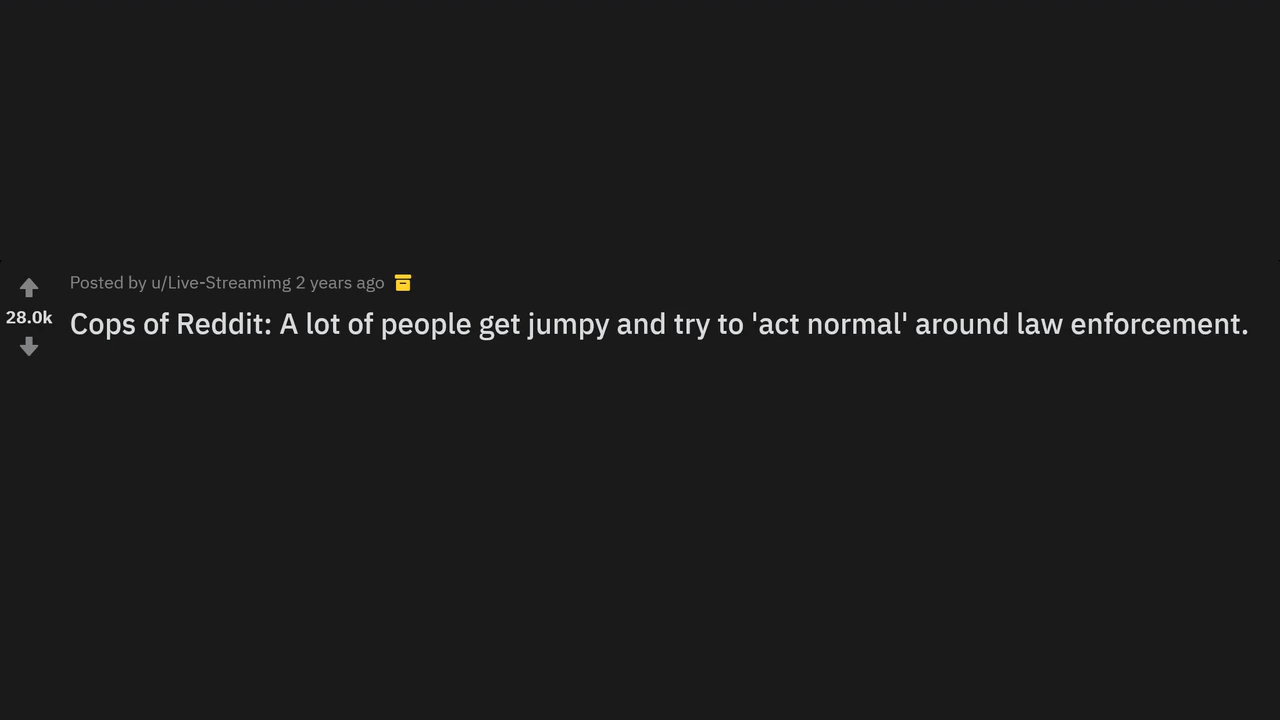 Posted by u/Live-Streamimg 2 years ago
28.0k
Cops of Reddit: A lot of people get jumpy and try to 'act normal' around law enforcement.